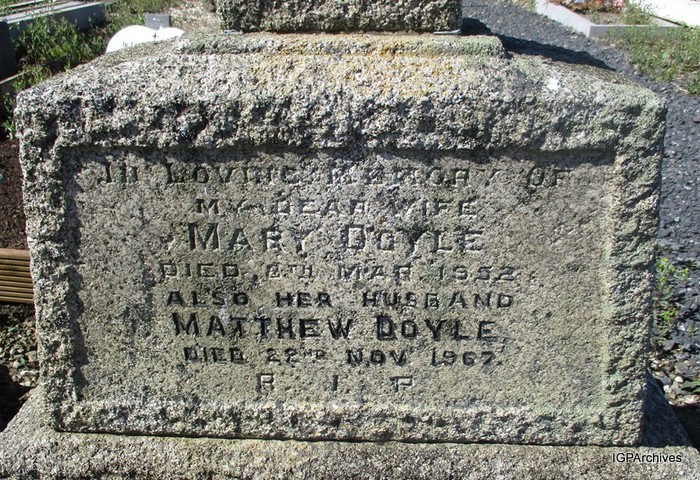 IN LOVING MEMORY OF
MY DEAR WIFE
MARY DOYLE
DIED 8TH MAR. 1952.
ALSO HER HUSBAND
MATTHEW DOYLE,
DIED 22ND NOV. 1967.
R. I. P.
IGPArchives